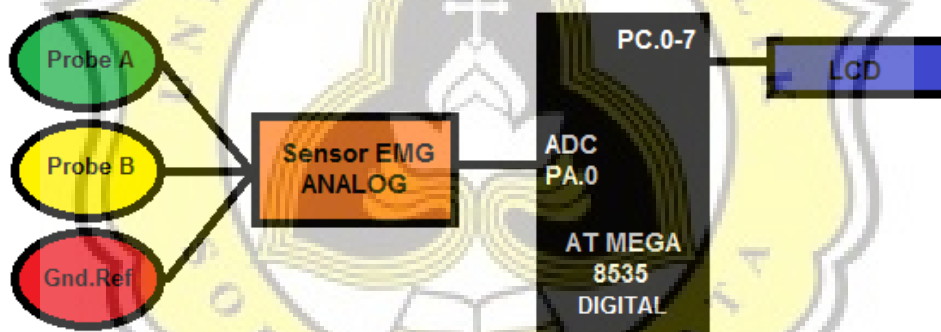 Probe A
Probe B
Gnd.Ref
Sensor EMG
ANALOG
PC.0-7
ADC
PA.0
AT MEGA
8535
DIGITAL
LCD